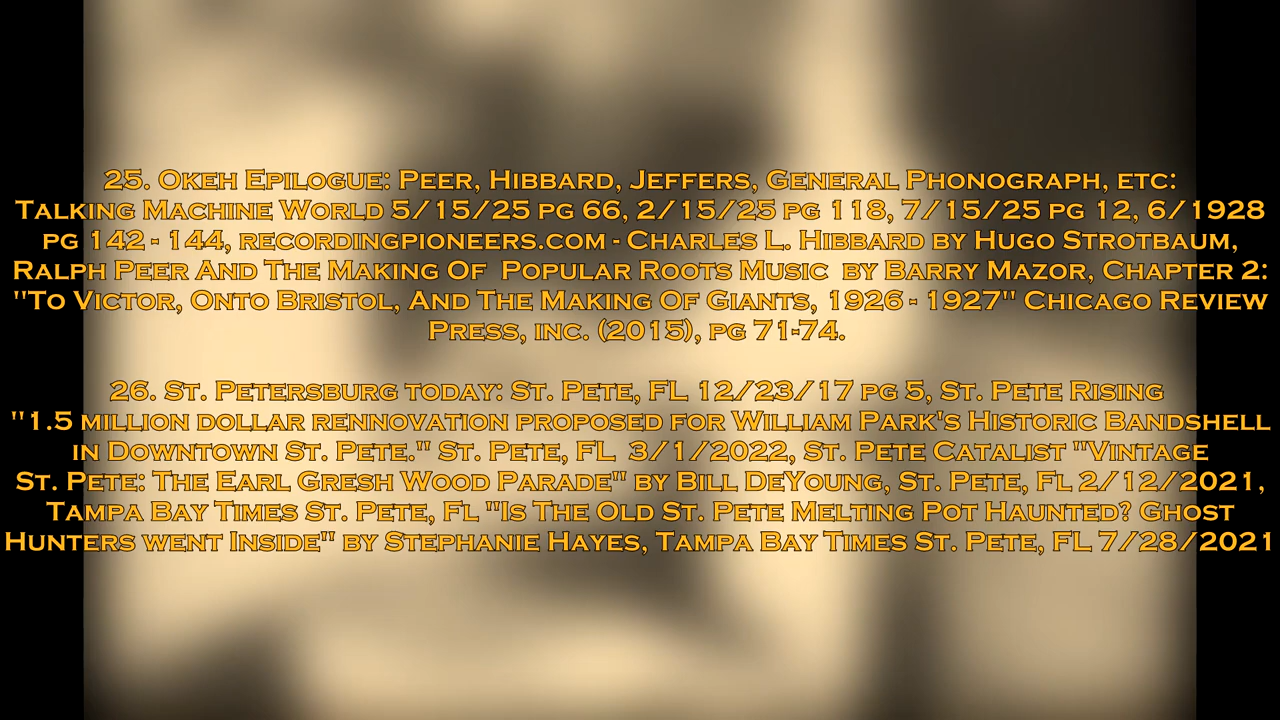 25. Okeh Epilogue: Peer, Hibbard, Jeffers, General Phonograph, etc:
Talking Machine World 5/15/25 pg 66, 2/15/25 pg 118, 7/15/25 pg 12, 6/1928
pg 142 - 144, recordingpioneers.com - Charles L. Hibbard by Hugo Strotbaum,
Ralph Peer And The Making Of Popular Roots Music by Barry Mazor, Chapter 2:
"To Victor, Onto Bristol, And The Making Of Giants, 1926 - 1927" Chicago Review
Press, inc. (2015), pg 71-74.
26. St. Petersburg today: St. Pete, FL 12/23/17 pg 5, St. Pete Rising
"1.5 million dollar rennovation proposed for William Park's Historic Bandshell
in Downtown St. Pete." St. Pete, FL 3/1/2022, St. Pete Catalist "Vintage
St. Pete: The Earl Gresh Wood Parade" by Bill DeYoung, St. Pete, Fl 2/12/2021,
Tampa Bay Times St. Pete, Fl "Is The Old St. Pete Melting Pot Haunted? Ghost
Hunters went Inside" by Stephanie Hayes, Tampa Bay Times St. Pete, FL 7/28/2021